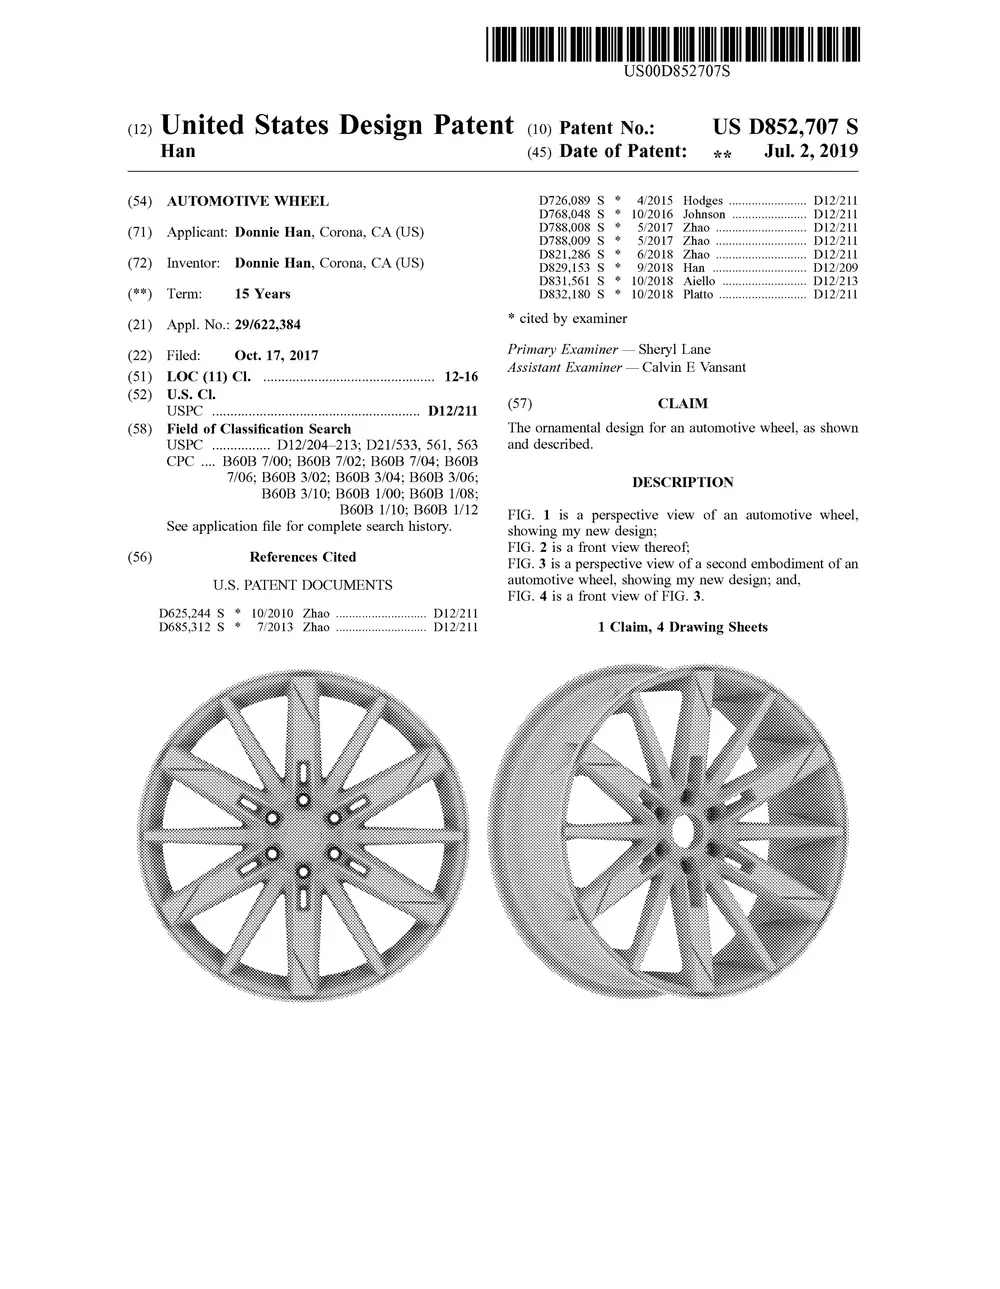 US00D852707S
(12) United States Design Patent
Han
(10) Patent No.: US D852,707 S
(45) Date of Patent: ** Jul. 2, 2019
(54) AUTOMOTIVE WHEEL
(71) Applicant: Donnie Han, Corona, CA (US)
(72) Inventor: Donnie Han, Corona, CA (US)
(**) Term: 15 Years
(21) Appl. No.: 29/622,384
(22) Filed: Oct. 17, 2017
(51) LOC (11) Cl. ............................................... 12-16
(52) U.S. Cl.
USPC ......................................................... D12/211
(58) Field of Classification Search
USPC ............... D12/204–213; D21/533, 561, 563
CPC .... B60B 7/00; B60B 7/02; B60B 7/04; B60B
7/06; B60B 3/02; B60B 3/04; B60B 3/06;
B60B 3/10; B60B 1/00; B60B 1/08;
B60B 1/10; B60B 1/12
See application file for complete search history.
(56) References Cited
U.S. PATENT DOCUMENTS
D625,244 S * 10/2010 Zhao ............................ D12/211
D685,312 S * 7/2013 Zhao ............................ D12/211
D726,089 S * 4/2015 Hodges ........................ D12/211
D768,048 S * 10/2016 Johnson ....................... D12/211
D788,008 S * 5/2017 Zhao ............................ D12/211
D788,009 S * 5/2017 Zhao ............................ D12/211
D821,286 S * 6/2018 Zhao ............................ D12/211
D829,153 S * 9/2018 Han ............................. D12/209
D831,561 S * 10/2018 Aiello .......................... D12/213
D832,180 S * 10/2018 Platto ........................... D12/211
* cited by examiner
Primary Examiner — Sheryl Lane
Assistant Examiner — Calvin E Vansant
(57) CLAIM
The ornamental design for an automotive wheel, as shown
and described.
DESCRIPTION
FIG. 1 is a perspective view of an automotive wheel,
showing my new design;
FIG. 2 is a front view thereof;
FIG. 3 is a perspective view of a second embodiment of an
automotive wheel, showing my new design; and,
FIG. 4 is a front view of FIG. 3.
1 Claim, 4 Drawing Sheets